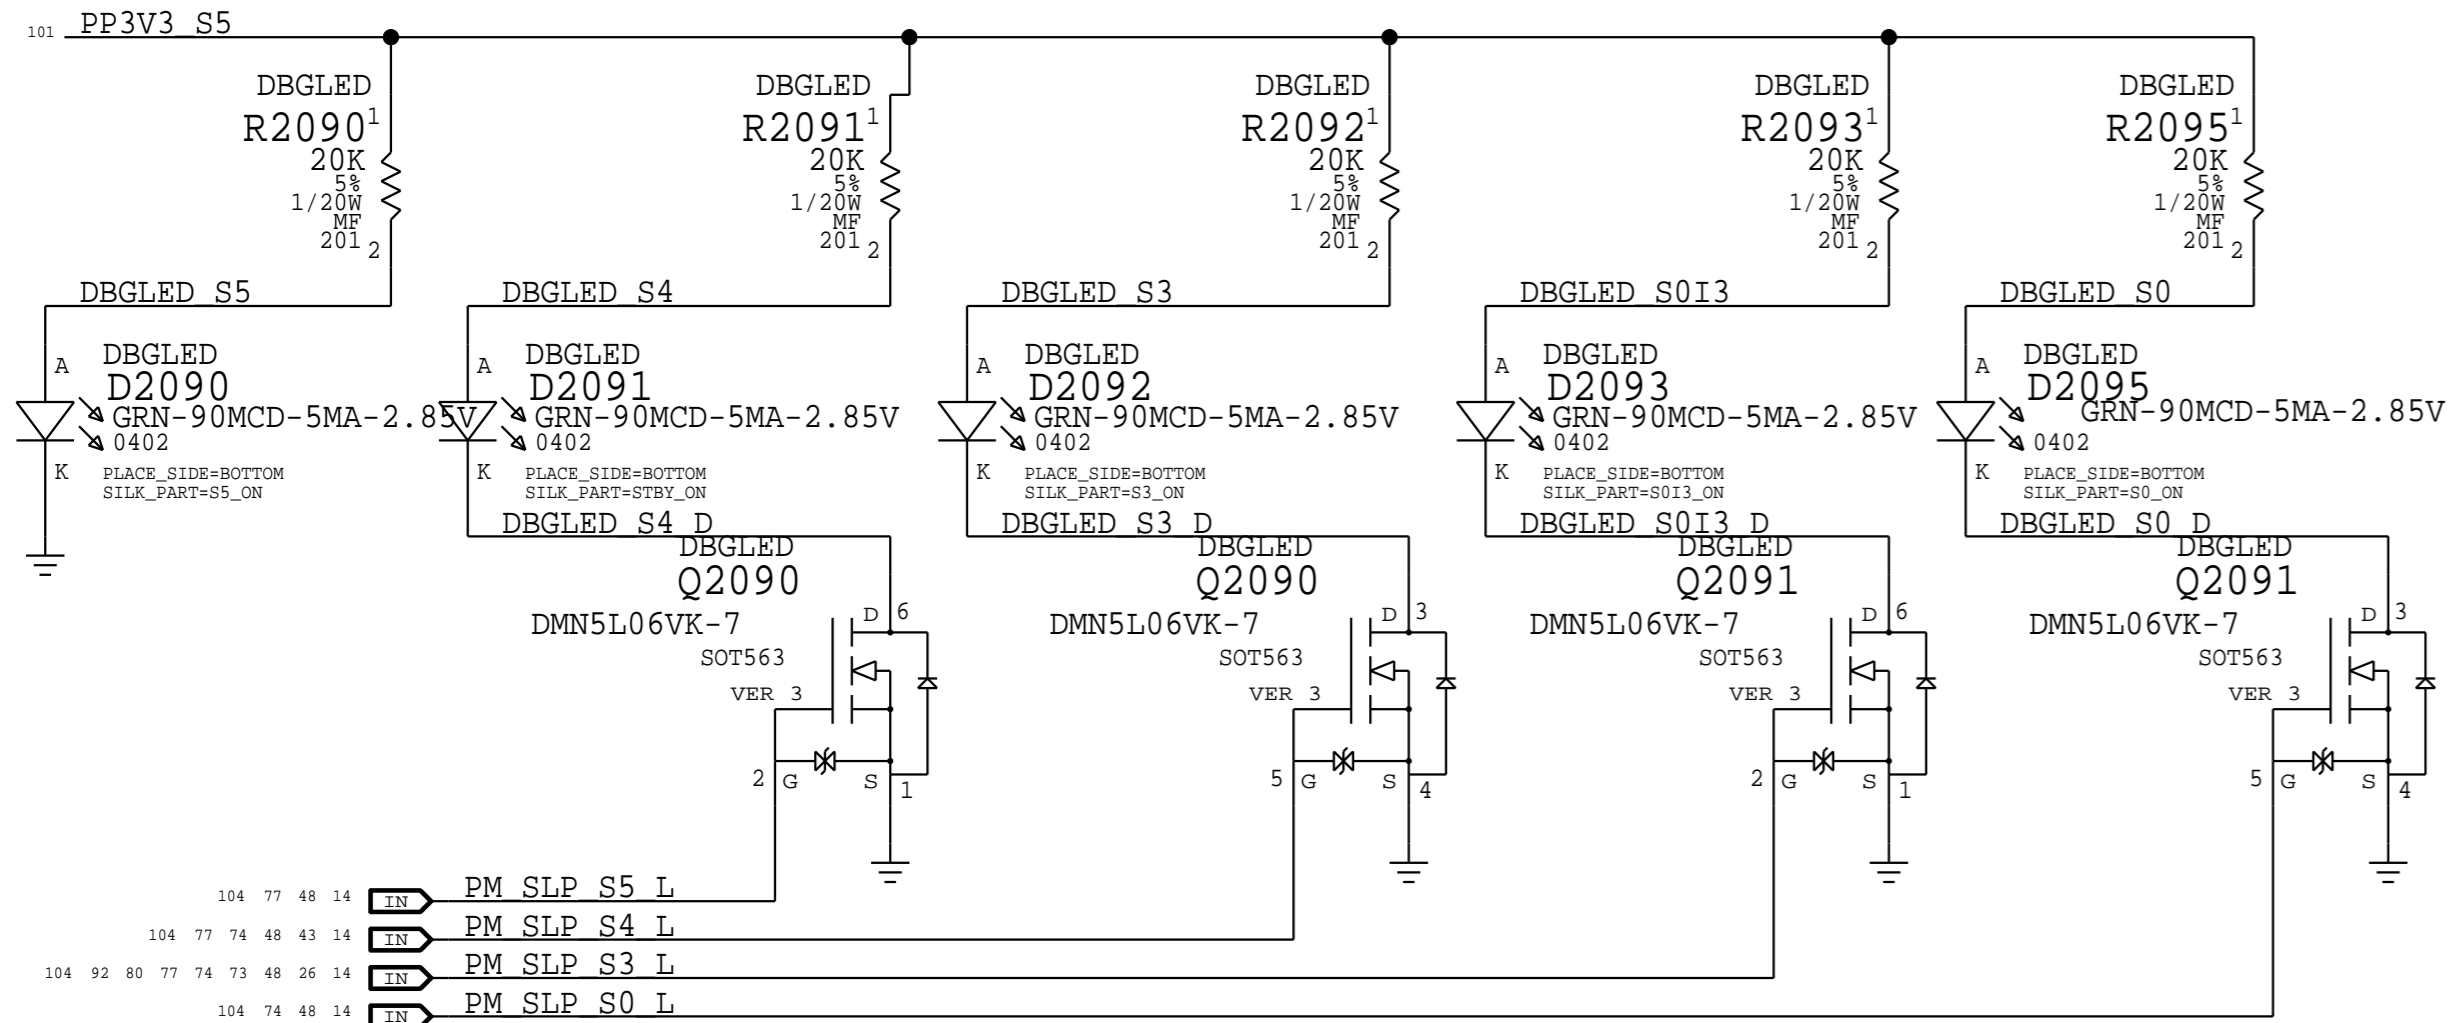 101 PP3V3_S5
DBGLED DBGLED DBGLED DBGLED DBGLED
R2090 1 R2091 1 R2092 1 R2093 1 R2095 1
20K 20K 20K 20K 20K
5% 5% 5% 5% 5%
1/20W 1/20W 1/20W 1/20W 1/20W
MF MF MF MF MF
201 2 201 2 201 2 201 2 201 2
DBGLED_S5 DBGLED_S4 DBGLED_S3 DBGLED_S0I3 DBGLED_S0
A DBGLED A DBGLED A DBGLED A DBGLED A DBGLED
D2090 D2091 D2092 D2093 D2095
GRN-90MCD-5MA-2.85V GRN-90MCD-5MA-2.85V GRN-90MCD-5MA-2.85V GRN-90MCD-5MA-2.85V GRN-90MCD-5MA-2.85V
0402 0402 0402 0402 0402
K PLACE_SIDE=BOTTOM K PLACE_SIDE=BOTTOM K PLACE_SIDE=BOTTOM K PLACE_SIDE=BOTTOM K PLACE_SIDE=BOTTOM
SILK_PART=S5_ON SILK_PART=STBY_ON SILK_PART=S3_ON SILK_PART=S0I3_ON SILK_PART=S0_ON
DBGLED_S4_D DBGLED_S3_D DBGLED_S0I3_D DBGLED_S0_D
DBGLED DBGLED DBGLED DBGLED
Q2090 Q2090 Q2091 Q2091
DMN5L06VK-7 D 6 DMN5L06VK-7 D 3 DMN5L06VK-7 D 6 DMN5L06VK-7 D 3
SOT563 SOT563 SOT563 SOT563
VER 3 VER 3 VER 3 VER 3
2 G S 1 5 G S 4 2 G S 1 5 G S 4
104 77 48 14 IN PM_SLP_S5_L
104 77 74 48 43 14 IN PM_SLP_S4_L
104 92 80 77 74 73 48 26 14 IN PM_SLP_S3_L
104 74 48 14 IN PM_SLP_S0_L